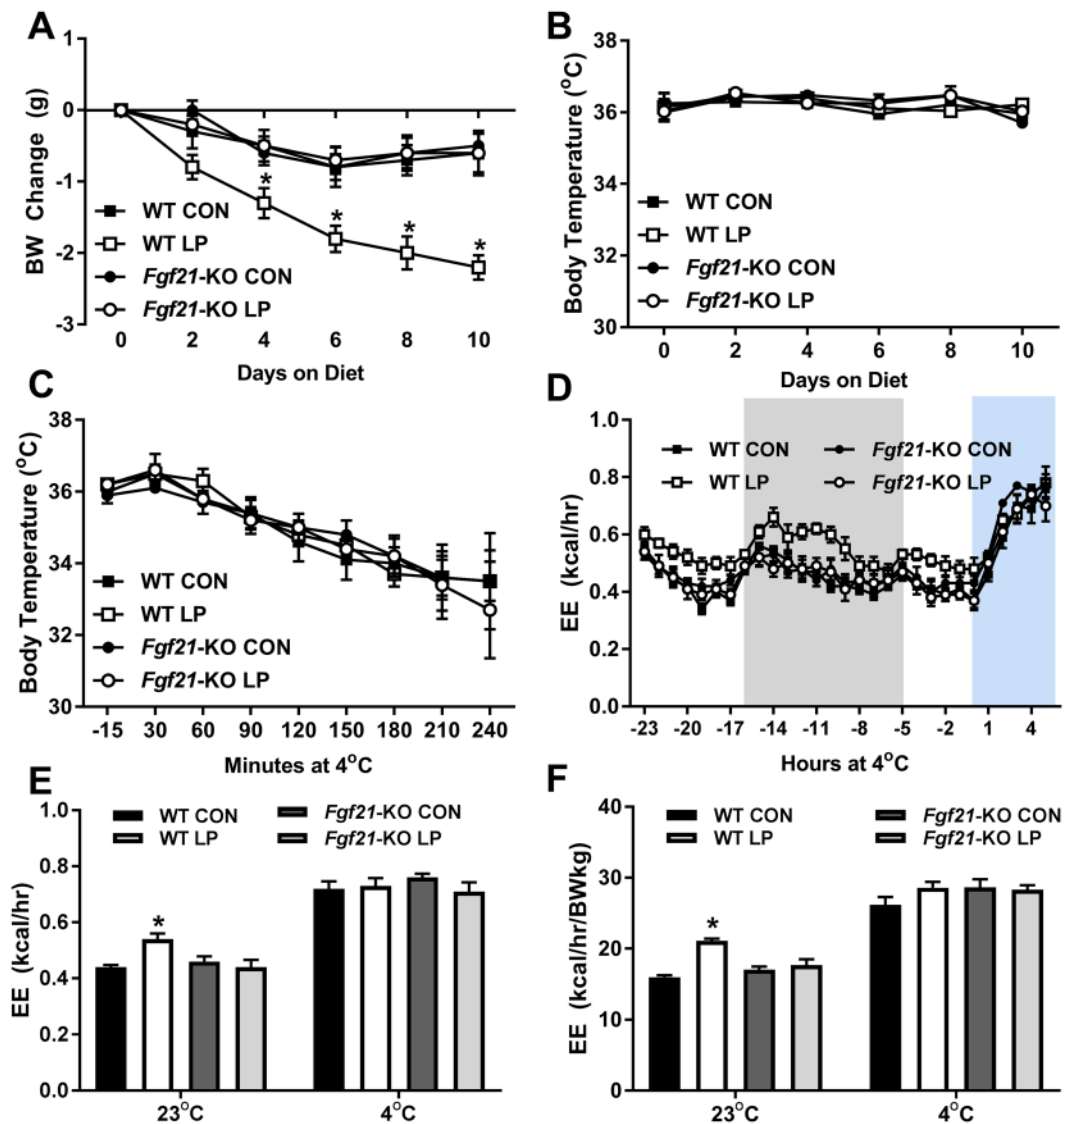 A
BW Change (g)
1
0
-1
-2
-3
*
*
*
*
WT CON
WT LP
Fgf21-KO CON
Fgf21-KO LP
0 2 4 6 8 10
Days on Diet
B
Body Temperature (°C)
38
36
34
32
30
WT CON
WT LP
Fgf21-KO CON
Fgf21-KO LP
0 2 4 6 8 10
Days on Diet
C
Body Temperature (°C)
38
36
34
32
30
WT CON
WT LP
Fgf21-KO CON
Fgf21-KO LP
-15 30 60 90 120 150 180 210 240
Minutes at 4°C
D
EE (kcal/hr)
1.0
0.8
0.6
0.4
0.2
0.0
WT CON Fgf21-KO CON
WT LP Fgf21-KO LP
-23 -20 -17 -14 -11 -8 -5 -2 1 4
Hours at 4°C
E
EE (kcal/hr)
1.0
0.8
0.6
0.4
0.2
0.0
WT CON Fgf21-KO CON
WT LP Fgf21-KO LP
*
23°C 4°C
F
EE (kcal/hr/BWkg)
40
30
20
10
0
WT CON Fgf21-KO CON
WT LP Fgf21-KO LP
*
23°C 4°C